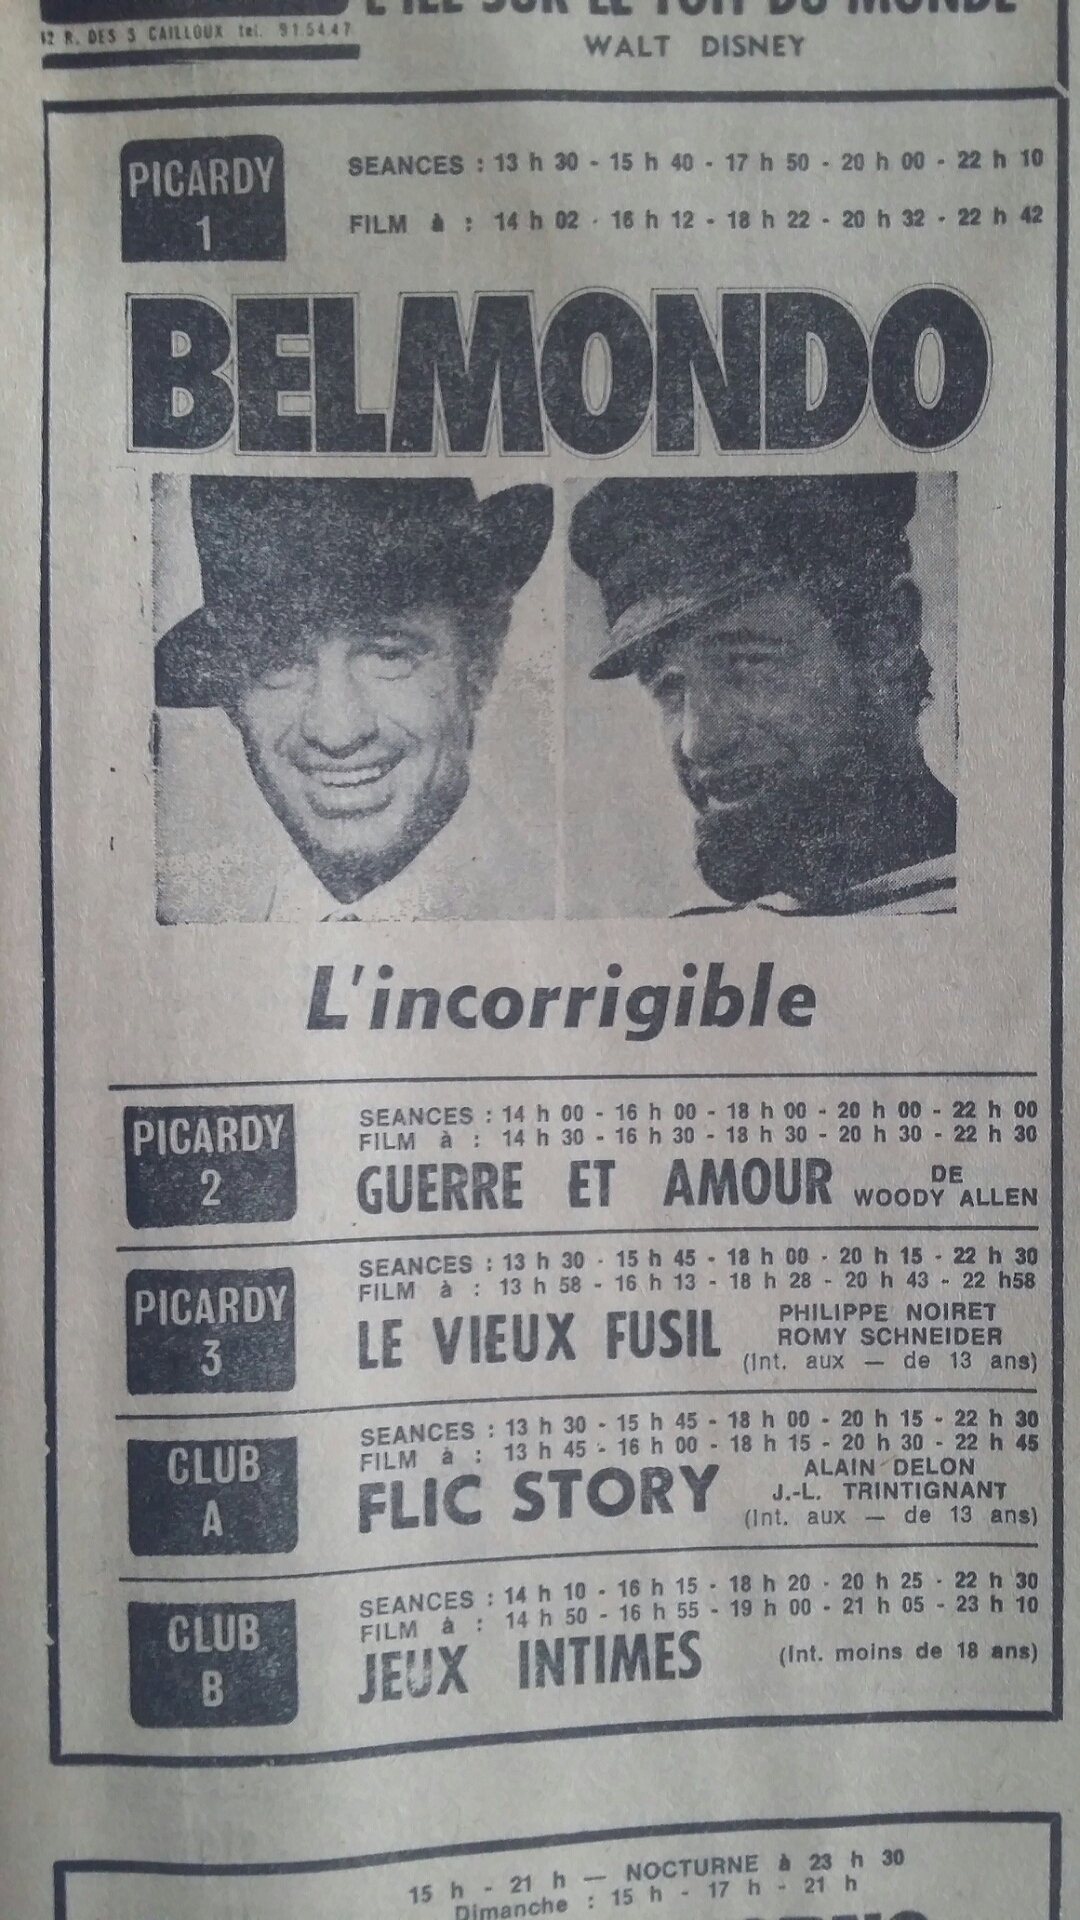 L'ILE SUR LE TOIT DU MONDE
12 R. DES 3 CAILLOUX tel. 91.54.47
WALT DISNEY
PICARDY
1
SEANCES : 13 h 30 - 15 h 40 - 17 h 50 - 20 h 00 - 22 h 10
FILM à : 14 h 02 - 16 h 12 - 18 h 22 - 20 h 32 - 22 h 42
BELMONDO
L'incorrigible
PICARDY
2
SEANCES : 14 h 00 - 16 h 00 - 18 h 00 - 20 h 00 - 22 h 00
FILM à : 14 h 30 - 16 h 30 - 18 h 30 - 20 h 30 - 22 h 30
GUERRE ET AMOUR
DE
WOODY ALLEN
PICARDY
3
SEANCES : 13 h 30 - 15 h 45 - 18 h 00 - 20 h 15 - 22 h 30
FILM à : 13 h 58 - 16 h 13 - 18 h 28 - 20 h 43 - 22 h58
LE VIEUX FUSIL
PHILIPPE NOIRET
ROMY SCHNEIDER
(Int. aux — de 13 ans)
CLUB
A
SEANCES : 13 h 30 - 15 h 45 - 18 h 00 - 20 h 15 - 22 h 30
FILM à : 13 h 45 - 16 h 00 - 18 h 15 - 20 h 30 - 22 h 45
FLIC STORY
ALAIN DELON
J.-L. TRINTIGNANT
(Int. aux — de 13 ans)
CLUB
B
SEANCES : 14 h 10 - 16 h 15 - 18 h 20 - 20 h 25 - 22 h 30
FILM à : 14 h 50 - 16 h 55 - 19 h 00 - 21 h 05 - 23 h 10
JEUX INTIMES
(Int. moins de 18 ans)
15 h - 21 h — NOCTURNE à 23 h 30
Dimanche : 15 h - 17 h - 21 h